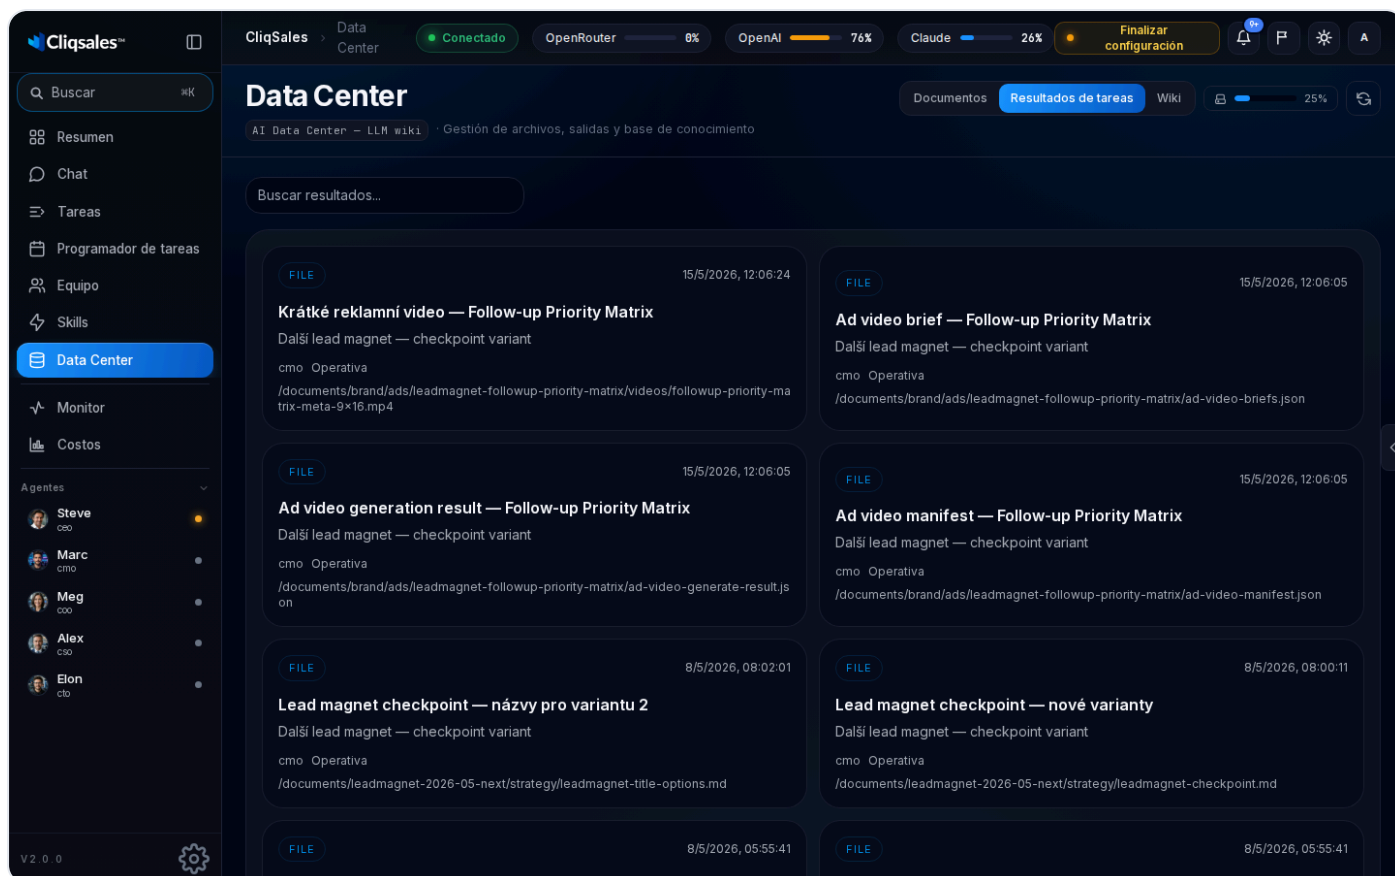 Cliqsales™
Buscar ⌘K
Resumen
Chat
Tareas
Programador de tareas
Equipo
Skills
Data Center
Monitor
Costos
Agentes
Steve
ceo
Marc
cmo
Meg
coo
Alex
cso
Elon
cto
V2.0.0
CliqSales > Data
Center
Conectado
OpenRouter 0%
OpenAI 76%
Claude 26%
Finalizar
configuración
9+
A
Data Center
AI Data Center — LLM wiki · Gestión de archivos, salidas y base de conocimiento
Documentos Resultados de tareas Wiki 25%
Buscar resultados...
FILE 15/5/2026, 12:06:24
Krátké reklamní video — Follow-up Priority Matrix
Další lead magnet — checkpoint variant
cmo Operativa
/documents/brand/ads/leadmagnet-followup-priority-matrix/videos/followup-priority-ma
trix-meta-9×16.mp4
FILE 15/5/2026, 12:06:05
Ad video brief — Follow-up Priority Matrix
Další lead magnet — checkpoint variant
cmo Operativa
/documents/brand/ads/leadmagnet-followup-priority-matrix/ad-video-briefs.json
FILE 15/5/2026, 12:06:05
Ad video generation result — Follow-up Priority Matrix
Další lead magnet — checkpoint variant
cmo Operativa
/documents/brand/ads/leadmagnet-followup-priority-matrix/ad-video-generate-result.js
on
FILE 15/5/2026, 12:06:05
Ad video manifest — Follow-up Priority Matrix
Další lead magnet — checkpoint variant
cmo Operativa
/documents/brand/ads/leadmagnet-followup-priority-matrix/ad-video-manifest.json
FILE 8/5/2026, 08:02:01
Lead magnet checkpoint — názvy pro variantu 2
Další lead magnet — checkpoint variant
cmo Operativa
/documents/leadmagnet-2026-05-next/strategy/leadmagnet-title-options.md
FILE 8/5/2026, 08:00:11
Lead magnet checkpoint — nové varianty
Další lead magnet — checkpoint variant
cmo Operativa
/documents/leadmagnet-2026-05-next/strategy/leadmagnet-checkpoint.md
FILE 8/5/2026, 05:55:41
FILE 8/5/2026, 05:55:41